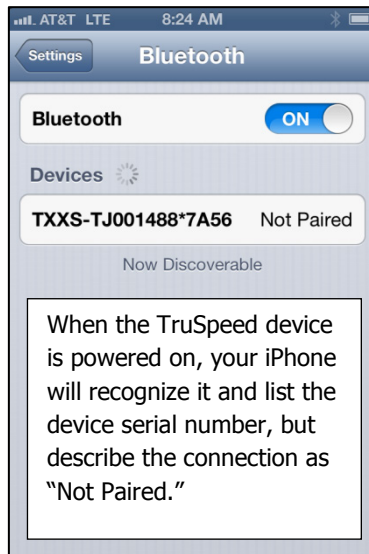 AT&T LTE 8:24 AM
Settings Bluetooth
Bluetooth ON
Devices
TXXS-TJ001488*7A56 Not Paired
Now Discoverable
When the TruSpeed device
is powered on, your iPhone
will recognize it and list the
device serial number, but
describe the connection as
“Not Paired.”